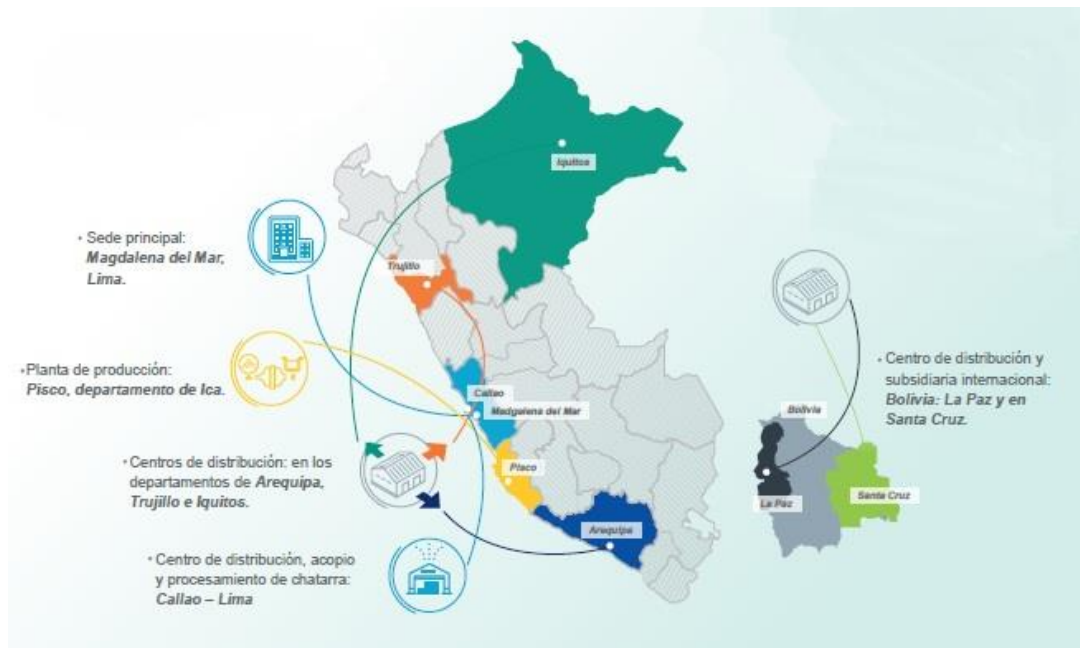 Iquitos
• Sede principal:
Magdalena del Mar,
Lima.
Trujillo
• Planta de producción:
Pisco, departamento de Ica.
Callao
Madgalena del Mar
• Centros de distribución: en los
departamentos de Arequipa,
Trujillo e Iquitos.
Pisco
Arequipa
• Centro de distribución, acopio
y procesamiento de chatarra:
Callao – Lima
• Centro de distribución y
subsidiaria internacional:
Bolivia: La Paz y en
Santa Cruz.
Bolivia
La Paz
Santa Cruz